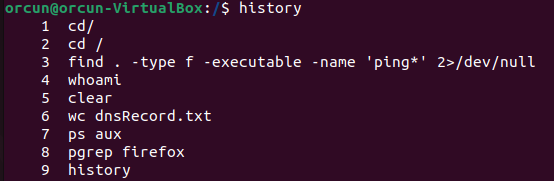 orcun@orcun-VirtualBox:/$ history
1 cd/
2 cd /
3 find . -type f -executable -name 'ping*' 2>/dev/null
4 whoami
5 clear
6 wc dnsRecord.txt
7 ps aux
8 pgrep firefox
9 history